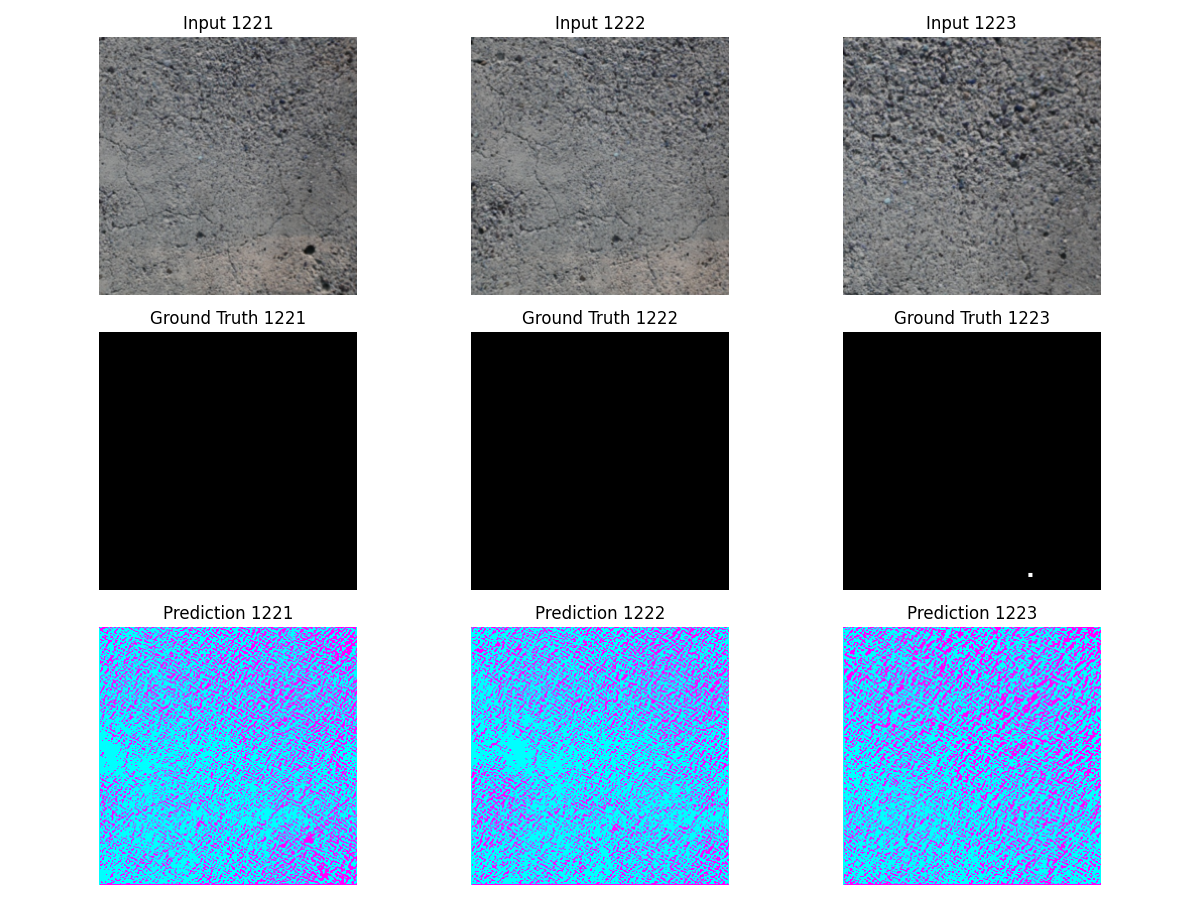 Input 1221
Input 1222
Input 1223
Ground Truth 1221
Ground Truth 1222
Ground Truth 1223
Prediction 1221
Prediction 1222
Prediction 1223